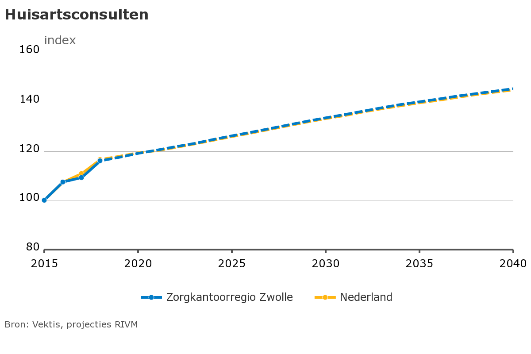 Huisartsconsulten
index
160
140
120
100
80
2015
2020
2025
2030
2035
2040
Zorgkantoorregio Zwolle
Nederland
Bron: Vektis, projecties RIVM